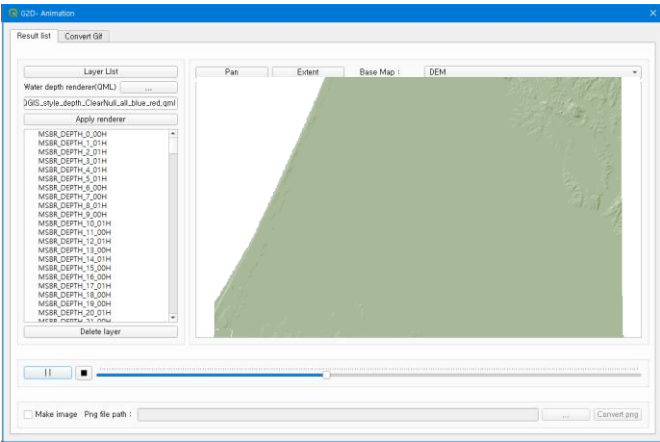 G2D- Animation
Result list
Convert Gif
Layer List
Water depth renderer(QML)
...
QGIS_style_depth_ClearNull_all_blue_red,qml
Apply renderer
MSBR_DEPTH_0_00H
MSBR_DEPTH_1_01H
MSBR_DEPTH_2_01H
MSBR_DEPTH_3_01H
MSBR_DEPTH_4_01H
MSBR_DEPTH_5_01H
MSBR_DEPTH_6_00H
MSBR_DEPTH_7_00H
MSBR_DEPTH_8_01H
MSBR_DEPTH_9_00H
MSBR_DEPTH_10_01H
MSBR_DEPTH_11_00H
MSBR_DEPTH_12_01H
MSBR_DEPTH_13_00H
MSBR_DEPTH_14_01H
MSBR_DEPTH_15_00H
MSBR_DEPTH_16_00H
MSBR_DEPTH_17_01H
MSBR_DEPTH_18_00H
MSBR_DEPTH_19_00H
MSBR_DEPTH_20_01H
MSBR_DEPTH_21_00H
Delete layer
Pan
Extent
Base Map :
DEM
Make image
Png file path :
...
Convert png